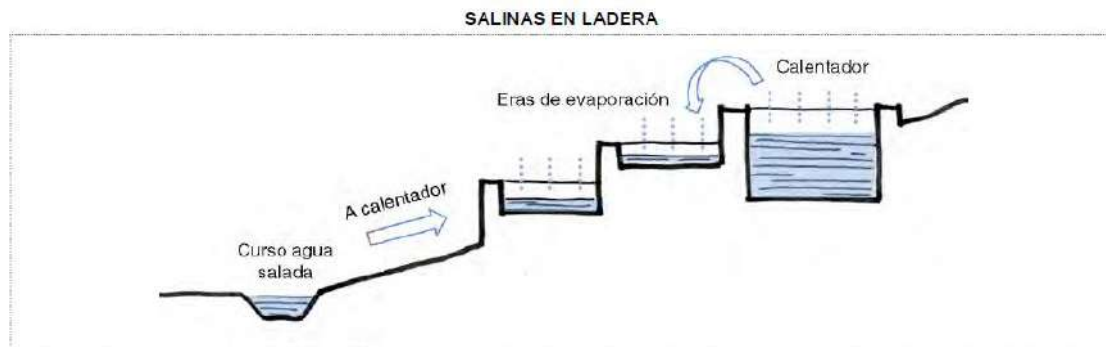 SALINAS EN LADERA
Calentador
Eras de evaporación
A calentador
Curso agua
salada